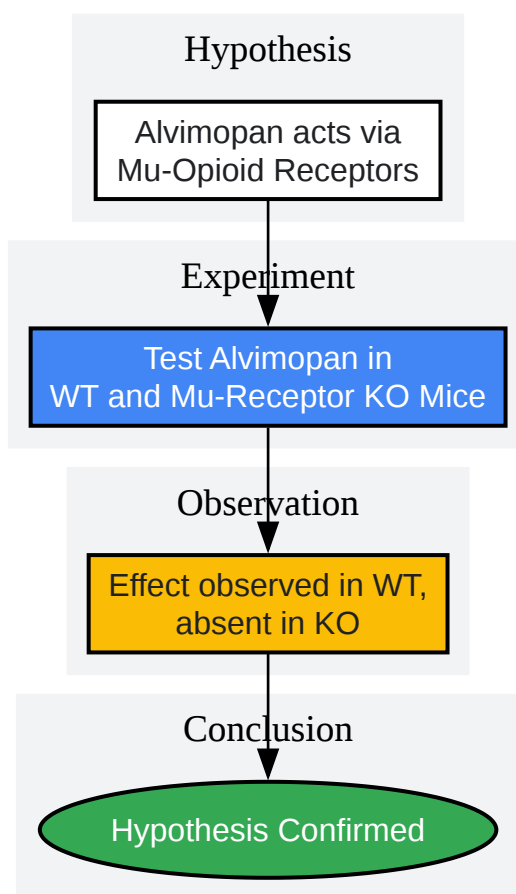 Hypothesis
Alvimopan acts via
Mu-Opioid Receptors
Experiment
Test Alvimopan in
WT and Mu-Receptor KO Mice
Observation
Effect observed in WT,
absent in KO
Conclusion
Hypothesis Confirmed